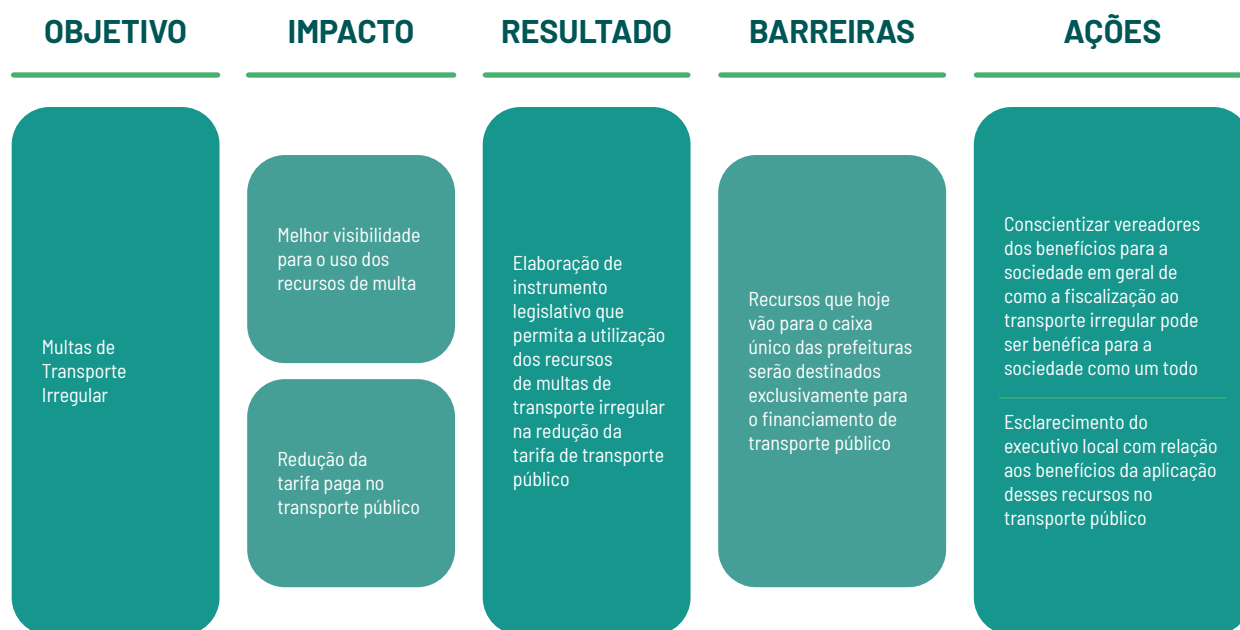 OBJETIVO
IMPACTO
RESULTADO
BARREIRAS
AÇÕES
Multas de
Transporte
Irregular
Melhor visibilidade
para o uso dos
recursos de multa
Redução da
tarifa paga no
transporte público
Elaboração de
instrumento
legislativo que
permita a utilização
dos recursos
de multas de
transporte irregular
na redução da
tarifa de transporte
público
Recursos que hoje
vão para o caixa
único das prefeituras
serão destinados
exclusivamente para
o financiamento de
transporte público
Conscientizar vereadores
dos benefícios para a
sociedade em geral de
como a fiscalização ao
transporte irregular pode
ser benéfica para a
sociedade como um todo
Esclarecimento do
executivo local com relação
aos benefícios da aplicação
desses recursos no
transporte público